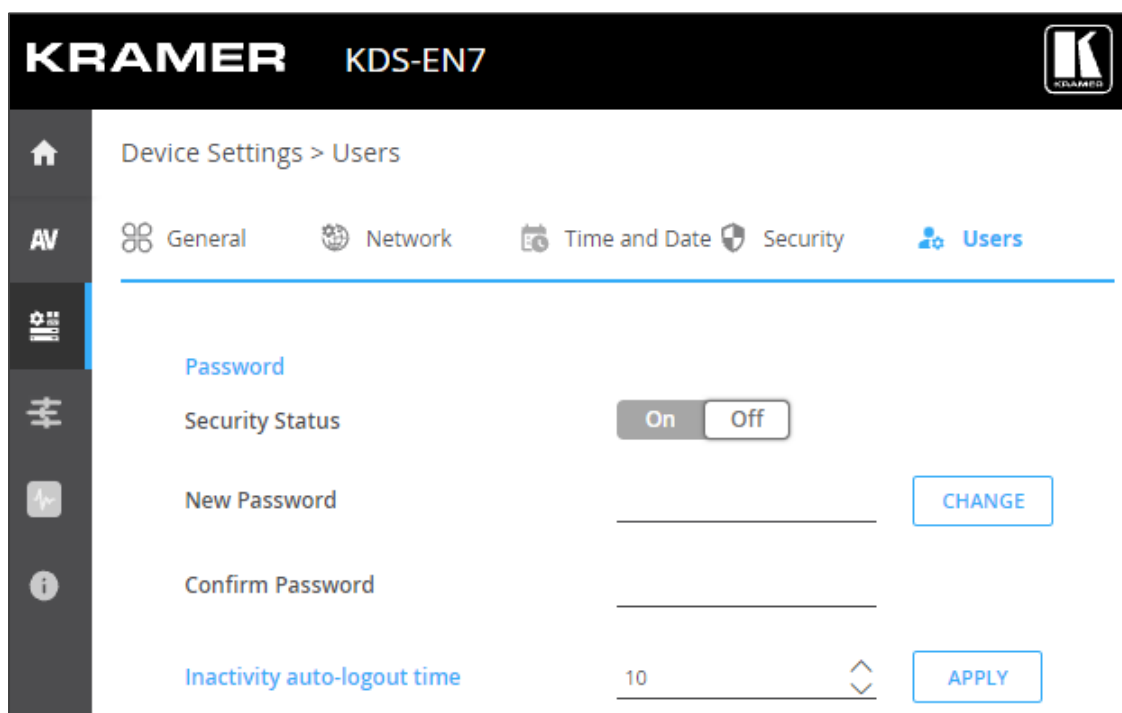 KRAMER KDS-EN7
KRAMER
Device Settings > Users
AV
General Network Time and Date Security Users
Password
Security Status On Off
New Password CHANGE
Confirm Password
Inactivity auto-logout time 10 APPLY